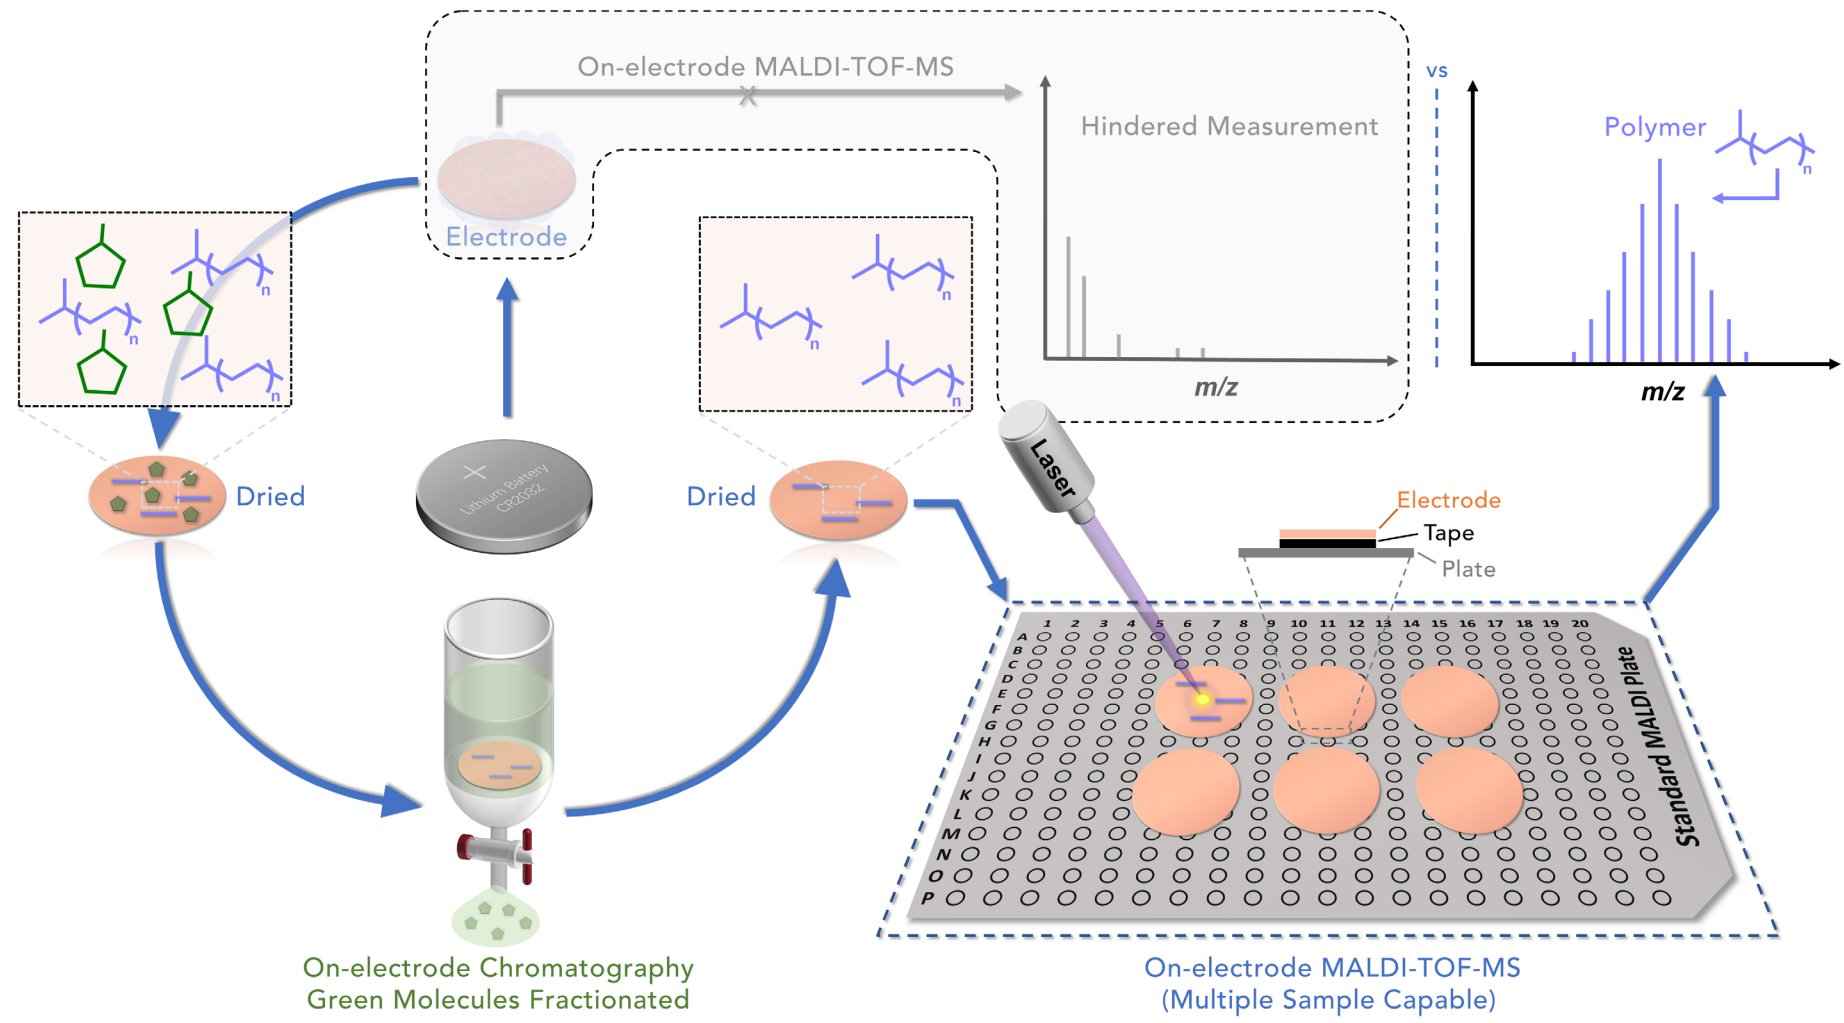 On-electrode MALDI-TOF-MS
X
Hindered Measurement
m/z
vs
Polymer
n
m/z
Electrode
n
n
n
n
n
n
Dried
+
Lithium Battery
CR2032
Dried
Laser
Electrode
Tape
Plate
1 2 3 4 5 6 7 8 9 10 11 12 13 14 15 16 17 18 19 20
A
B
C
D
E
F
G
H
I
J
K
L
M
N
O
P
Standard MALDI Plate
On-electrode Chromatography
Green Molecules Fractionated
On-electrode MALDI-TOF-MS
(Multiple Sample Capable)